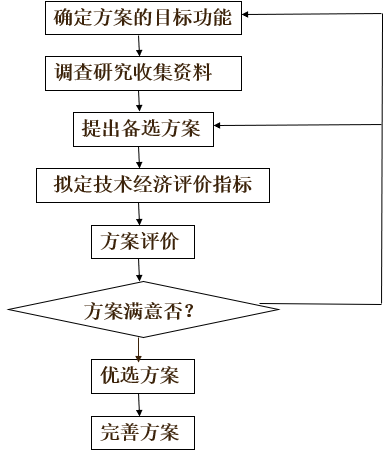 确定方案的目标功能
调查研究收集资料
提出备选方案
拟定技术经济评价指标
方案评价
方案满意否？
优选方案
完善方案